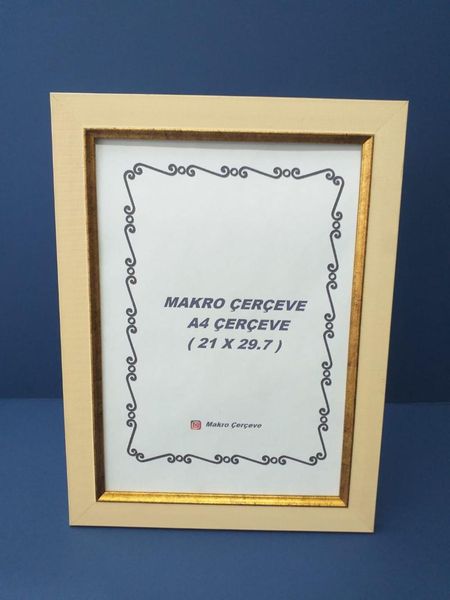 MAKRO ÇERÇEVE
A4 ÇERÇEVE
( 21 X 29.7 )
Makro Çerçeve